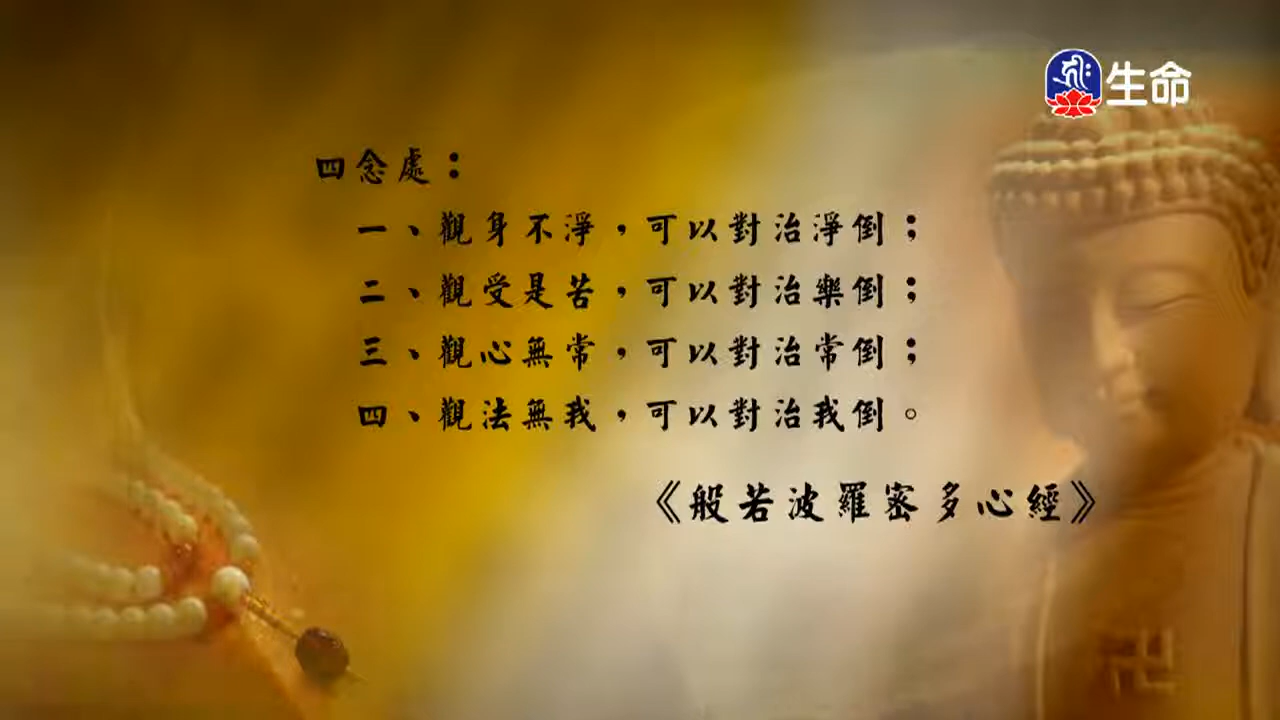 生命
四念處：
一、觀身不淨，可以對治淨倒；
二、觀受是苦，可以對治樂倒；
三、觀心無常，可以對治常倒；
四、觀法無我，可以對治我倒。
《般若波羅密多心經》